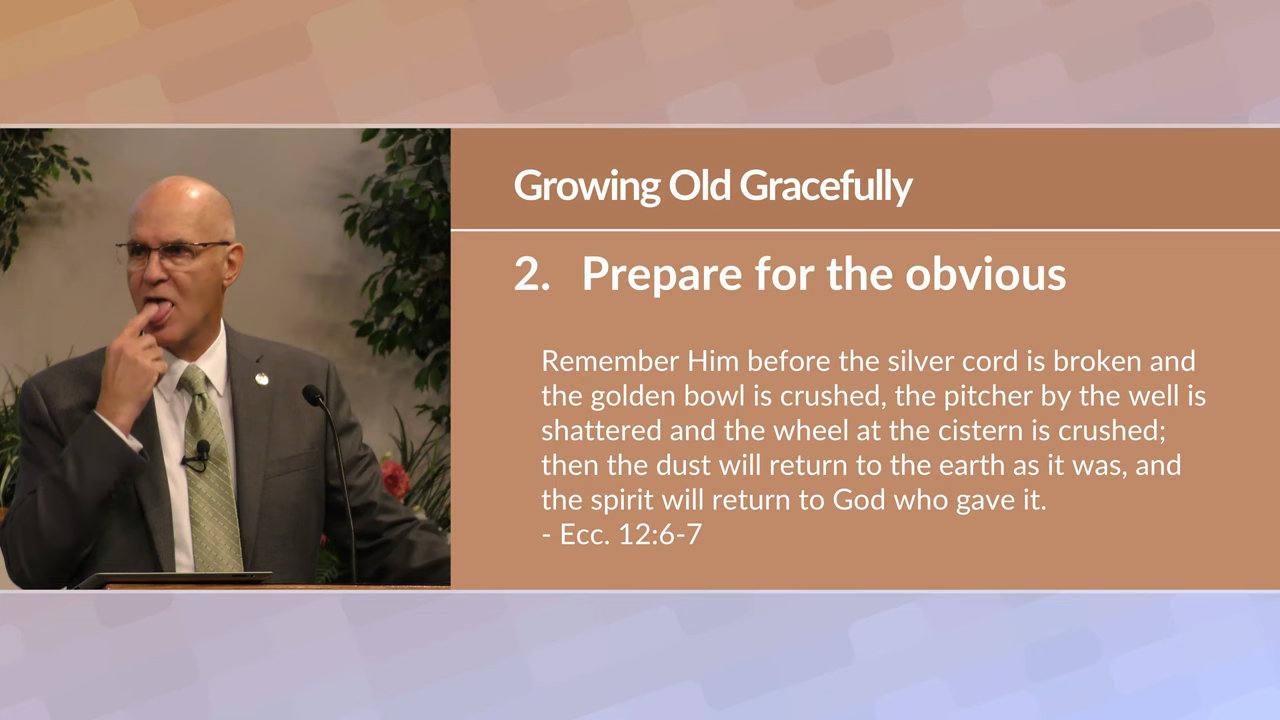 Growing Old Gracefully
2. Prepare for the obvious
Remember Him before the silver cord is broken and
the golden bowl is crushed, the pitcher by the well is
shattered and the wheel at the cistern is crushed;
then the dust will return to the earth as it was, and
the spirit will return to God who gave it.
- Ecc. 12:6-7